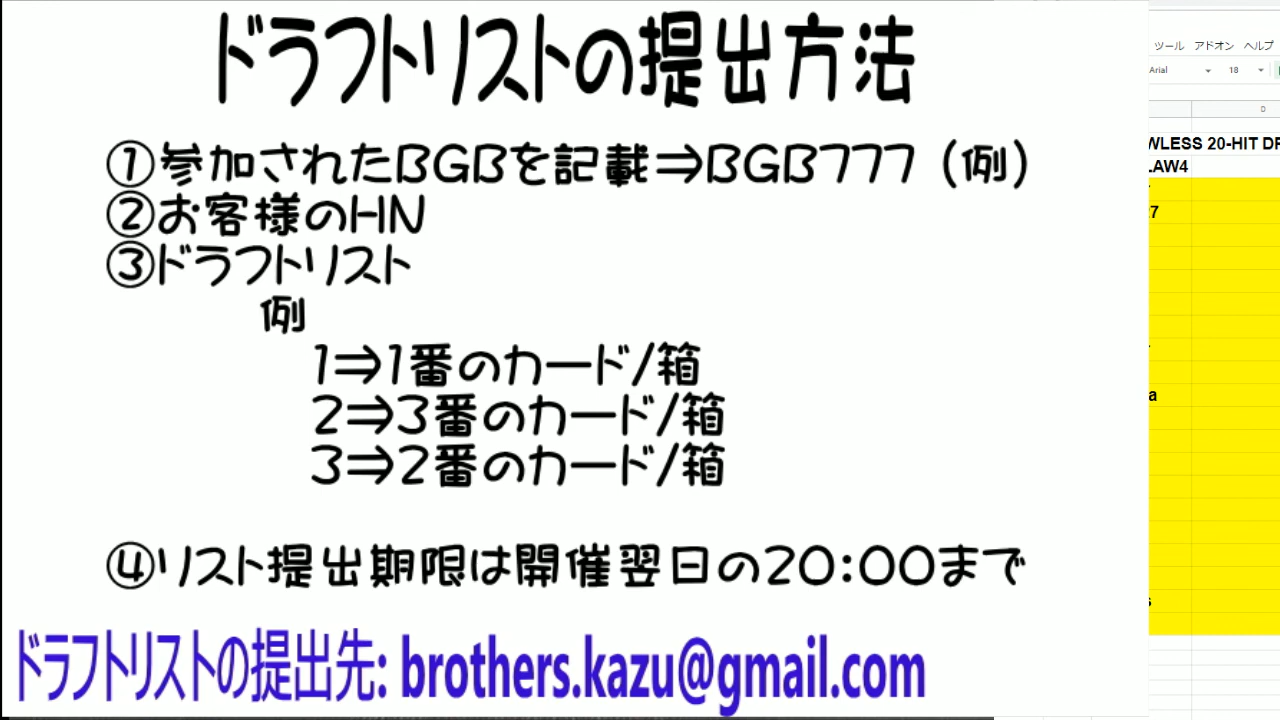 ドラフトリストの提出方法
①参加されたBGBを記載⇒BGB777（例）
②お客様のHN
③ドラフトリスト
例
1⇒1番のカード/箱
2⇒3番のカード/箱
3⇒2番のカード/箱
④リスト提出期限は開催翌日の20:00まで
ドラフトリストの提出先: brothers.kazu@gmail.com
ツール アドオン ヘルプ
Arial 18
D
WLESS 20-HIT DR
LAW4
7
a